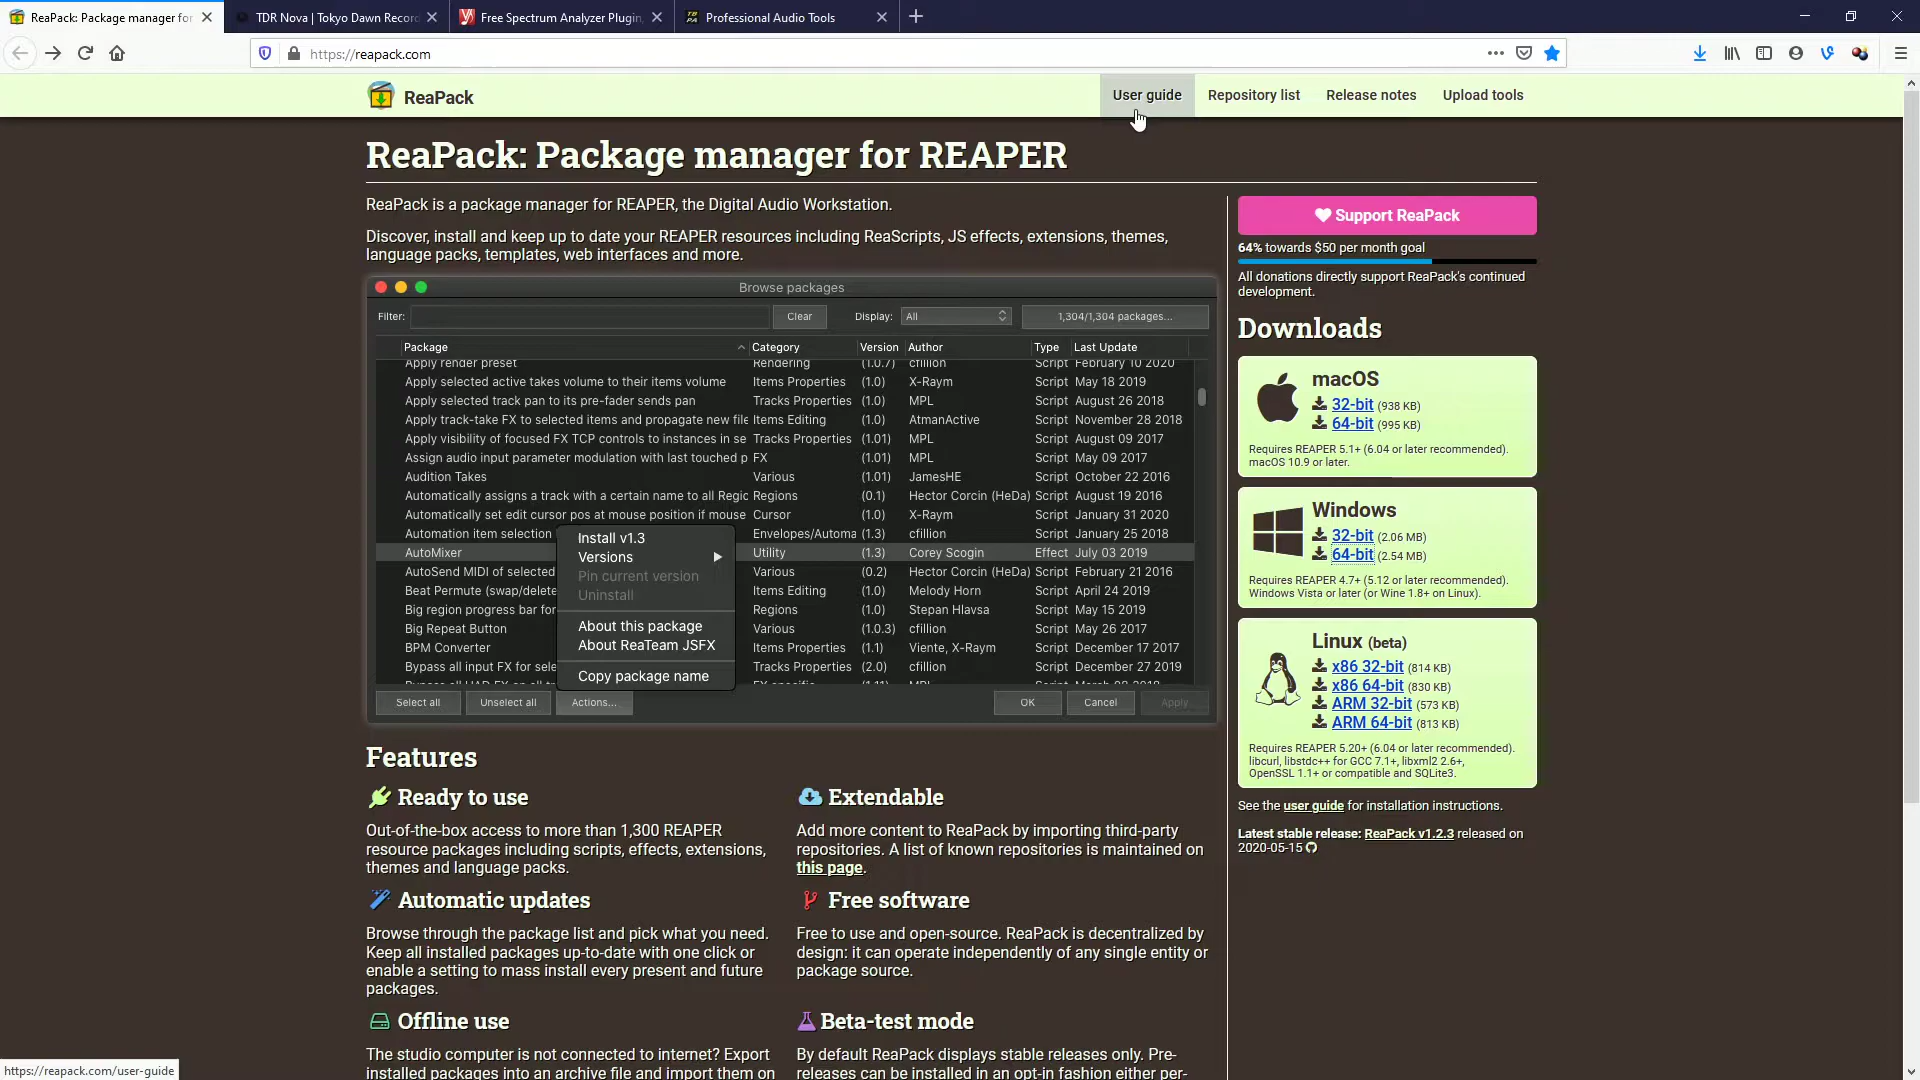 ReaPack: Package manager for
TDR Nova | Tokyo Dawn Record
Free Spectrum Analyzer Plugin,
Professional Audio Tools
https://reapack.com
ReaPack
User guide
Repository list
Release notes
Upload tools
ReaPack: Package manager for REAPER
ReaPack is a package manager for REAPER, the Digital Audio Workstation.
Discover, install and keep up to date your REAPER resources including ReaScripts, JS effects, extensions, themes,
language packs, templates, web interfaces and more.
Browse packages
Filter: Clear Display: All 1,304/1,304 packages...
Package Category Version Author Type Last Update
Apply render preset Rendering (1.0.7) cfillion Script February 10 2020
Apply selected active takes volume to their items volume Items Properties (1.0) X-Raym Script May 18 2019
Apply selected track pan to its pre-fader sends pan Tracks Properties (1.0) MPL Script August 26 2018
Apply track-take FX to selected items and propagate new file Items Editing (1.0) AtmanActive Script November 28 2018
Apply visibility of focused FX TCP controls to instances in se Tracks Properties (1.01) MPL Script August 09 2017
Assign audio input parameter modulation with last touched p FX (1.01) MPL Script May 09 2017
Audition Takes Various (1.01) JamesHE Script October 22 2016
Automatically assigns a track with a certain name to all Regic Regions (0.1) Hector Corcin (HeDa) Script August 19 2016
Automatically set edit cursor pos at mouse position if mouse Cursor (1.0) X-Raym Script January 31 2020
Automation item selection Envelopes/Automa (1.3) cfillion Script January 25 2018
AutoMixer Utility (1.3) Corey Scogin Effect July 03 2019
AutoSend MIDI of selected Various (0.2) Hector Corcin (HeDa) Script February 21 2016
Beat Permute (swap/delete Items Editing (1.0) Melody Horn Script April 24 2019
Big region progress bar for Regions (1.0) Stepan Hlavsa Script May 15 2019
Big Repeat Button Various (1.0.3) cfillion Script May 26 2017
BPM Converter Items Properties (1.1) Viente, X-Raym Script December 17 2017
Bypass all input FX for sele Tracks Properties (2.0) cfillion Script December 27 2019
Install v1.3
Versions
Pin current version
Uninstall
About this package
About ReaTeam JSFX
Copy package name
Select all Unselect all Actions... OK Cancel Apply
Support ReaPack
64% towards $50 per month goal
All donations directly support ReaPack's continued
development.
Downloads
macOS
32-bit (938 KB)
64-bit (995 KB)
Requires REAPER 5.1+ (6.04 or later recommended).
macOS 10.9 or later.
Windows
32-bit (2.06 MB)
64-bit (2.54 MB)
Requires REAPER 4.7+ (5.12 or later recommended).
Windows Vista or later (or Wine 1.8+ on Linux).
Linux (beta)
x86 32-bit (814 KB)
x86 64-bit (830 KB)
ARM 32-bit (573 KB)
ARM 64-bit (813 KB)
Requires REAPER 5.20+ (6.04 or later recommended).
libcurl, libstdc++ for GCC 7.1+, libxml2 2.6+,
OpenSSL 1.1+ or compatible and SQLite3.
See the user guide for installation instructions.
Latest stable release: ReaPack v1.2.3 released on
2020-05-15
Features
Ready to use
Out-of-the-box access to more than 1,300 REAPER
resource packages including scripts, effects, extensions,
themes and language packs.
Extendable
Add more content to ReaPack by importing third-party
repositories. A list of known repositories is maintained on
this page.
Automatic updates
Browse through the package list and pick what you need.
Keep all installed packages up-to-date with one click or
enable a setting to mass install every present and future
packages.
Free software
Free to use and open-source. ReaPack is decentralized by
design: it can operate independently of any single entity or
package source.
Offline use
The studio computer is not connected to internet? Export
installed packages into an archive file and import them on
Beta-test mode
By default ReaPack displays stable releases only. Pre-
releases can be installed in an opt-in fashion either per-
https://reapack.com/user-guide